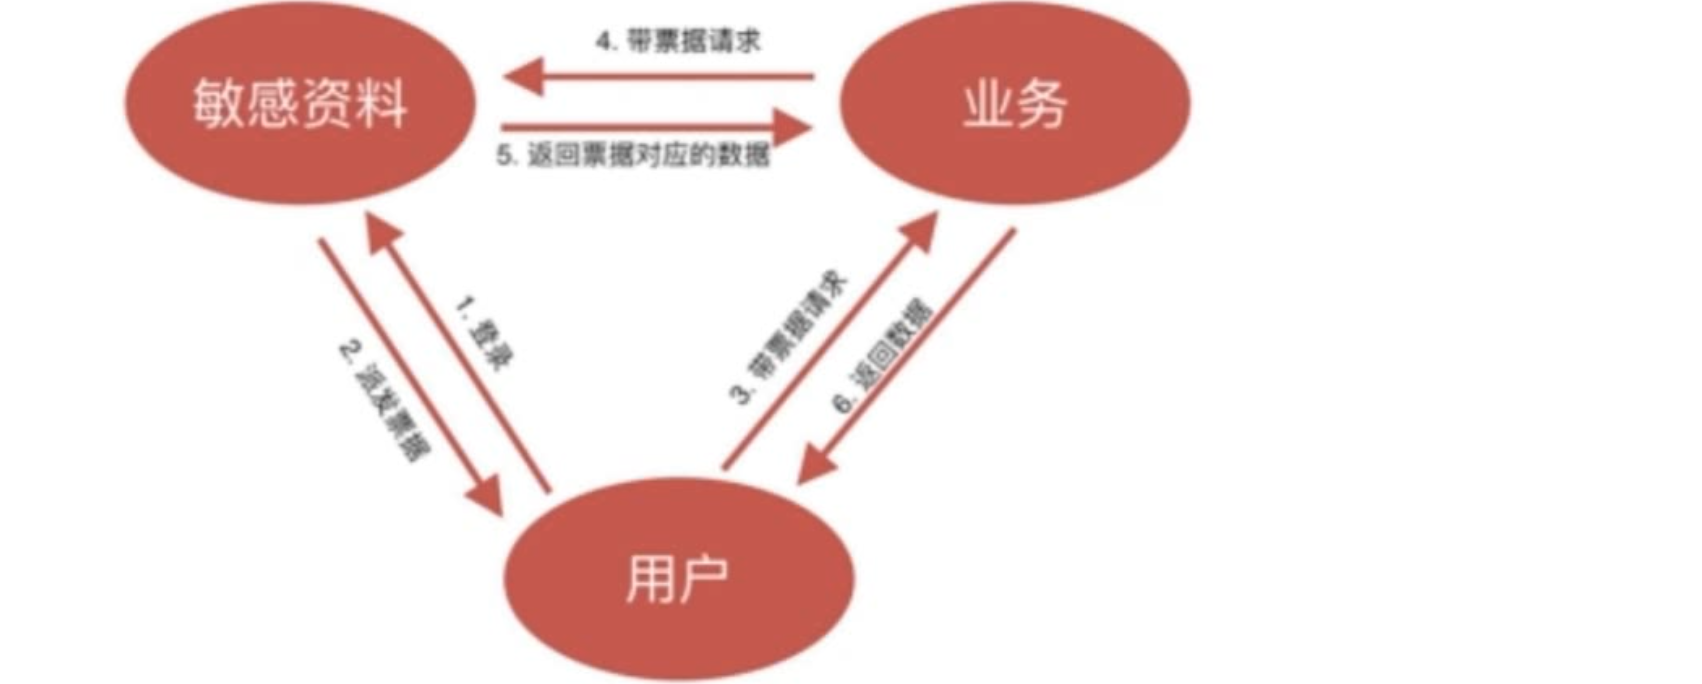 4. 带票据请求
敏感资料
业务
5. 返回票据对应的数据
1. 登录
2. 派发票据
3. 带票据请求
6. 返回数据
用户